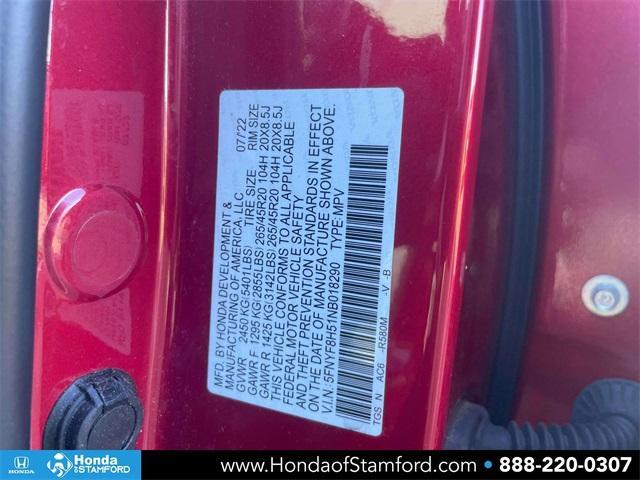 MFD. BY HONDA DEVELOPMENT & 07/'22
MANUFACTURING OF AMERICA, LLC
GVWR 2450 KG(5401LBS) TIRE SIZE RIM SIZE
GAWR F 1295 KG(2855LBS) 265/45R20 104H 20X8.5J
GAWR R 1425 KG(3142LBS) 265/45R20 104H 20X8.5J
THIS VEHICLE CONFORMS TO ALL APPLICABLE
FEDERAL MOTOR VEHICLE SAFETY
AND THEFT PREVENTION STANDARDS IN EFFECT
ON THE DATE OF MANUFACTURE SHOWN ABOVE.
V.I.N.: 5FNYF8H51NB018290 TYPE: MPV
TGS N AC6 -R580M -V -B
HONDA
Honda
OF STAMFORD
www.HondaofStamford.com • 888-220-0307